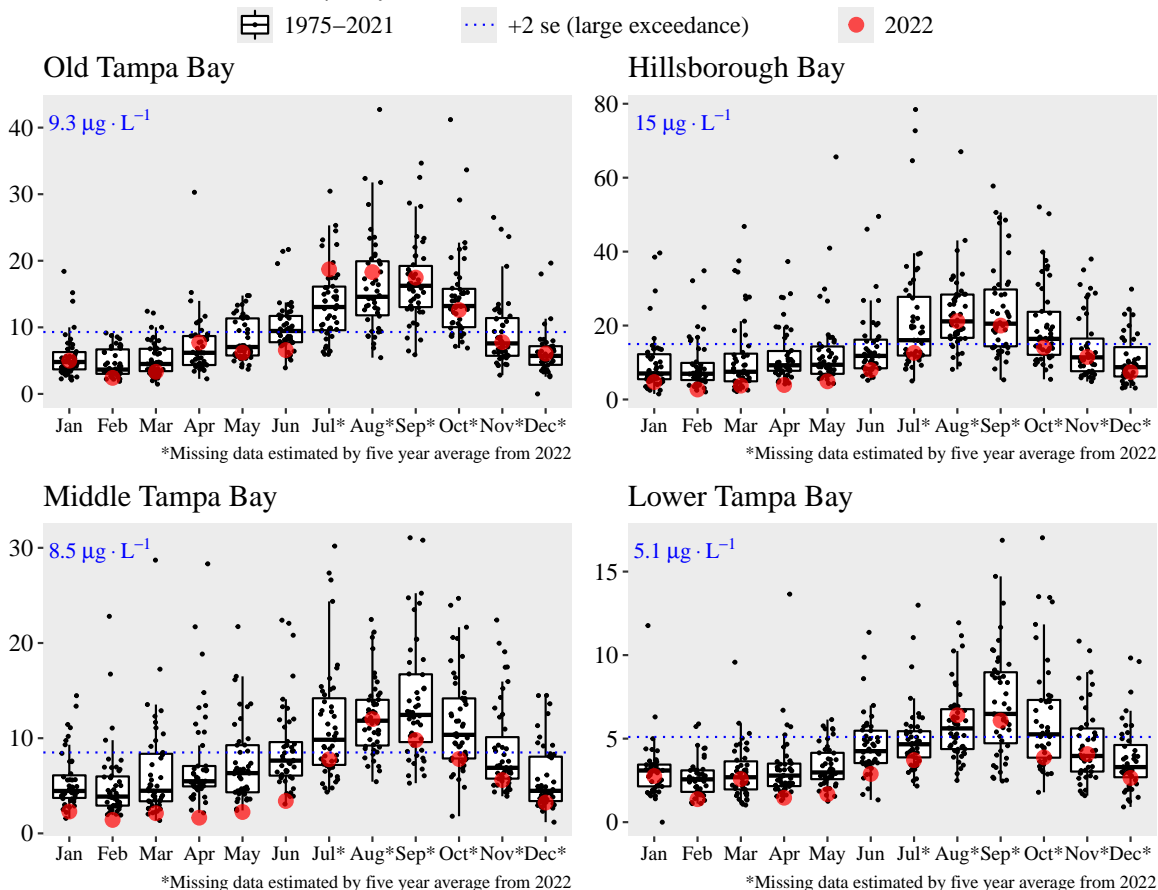 1975–2021 +2 se (large exceedance) 2022
Old Tampa Bay
9.3 μg · L⁻¹
40
30
20
10
0
Jan Feb Mar Apr May Jun Jul* Aug* Sep* Oct* Nov* Dec*
*Missing data estimated by five year average from 2022
Hillsborough Bay
15 μg · L⁻¹
80
60
40
20
0
Jan Feb Mar Apr May Jun Jul* Aug* Sep* Oct* Nov* Dec*
*Missing data estimated by five year average from 2022
Middle Tampa Bay
8.5 μg · L⁻¹
30
20
10
0
Jan Feb Mar Apr May Jun Jul* Aug* Sep* Oct* Nov* Dec*
*Missing data estimated by five year average from 2022
Lower Tampa Bay
5.1 μg · L⁻¹
15
10
5
0
Jan Feb Mar Apr May Jun Jul* Aug* Sep* Oct* Nov* Dec*
*Missing data estimated by five year average from 2022